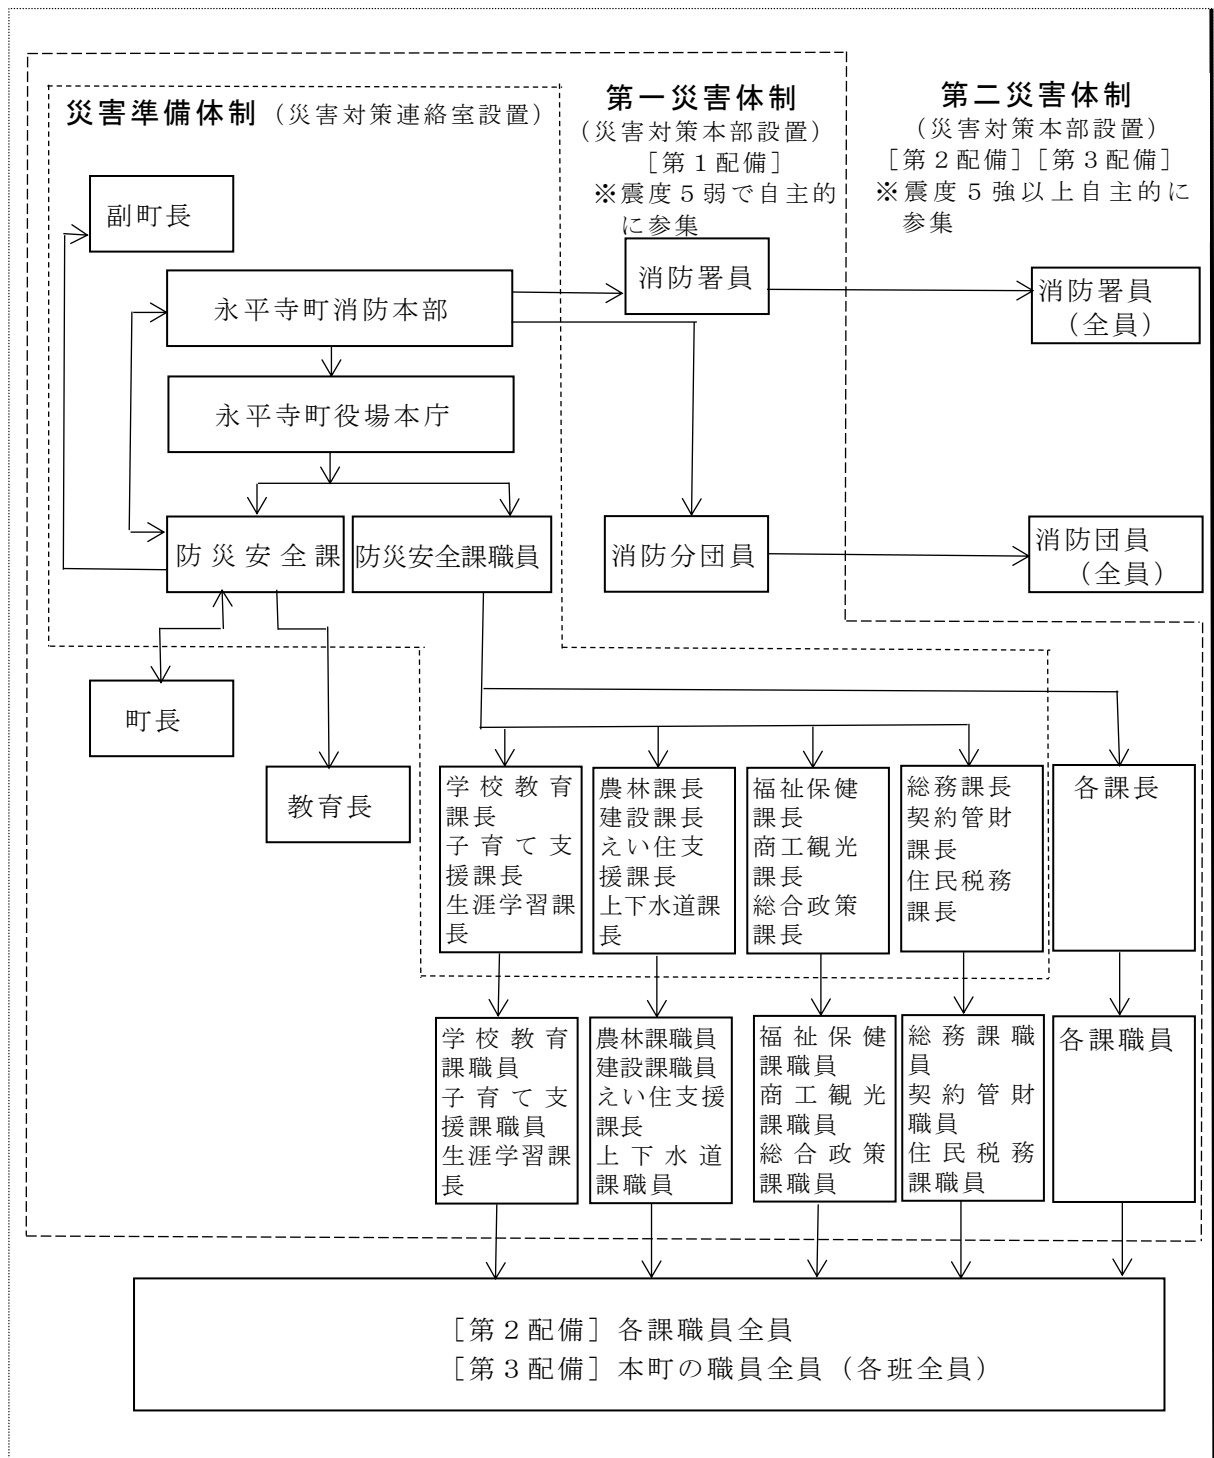 災害準備体制（災害対策連絡室設置）
第一災害体制
（災害対策本部設置）
［第１配備］
※震度５弱で自主的
に参集
第二災害体制
（災害対策本部設置）
［第２配備］［第３配備］
※震度５強以上自主的に
参集
副町長
永平寺町消防本部
消防署員
消防署員
（全員）
永平寺町役場本庁
防災安全課
防災安全課職員
消防分団員
消防団員
（全員）
町長
教育長
学校教育
課長
子育て支
援課長
生涯学習課
長
農林課長
建設課長
えい住支
援課長
上下水道課
長
福祉保健
課長
商工観光
課長
総合政策
課長
総務課長
契約管財
課長
住民税務
課長
各課長
学校教育
課職員
子育て支
援課職員
生涯学習課
長
農林課職員
建設課職員
えい住支援
課長
上下水道
課職員
福祉保健
課職員
商工観光
課職員
総合政策
課職員
総務課職
員
契約管財
職員
住民税務
課職員
各課職員
［第２配備］各課職員全員
［第３配備］本町の職員全員（各班全員）